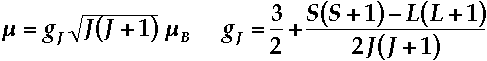 μ = g_J √J(J + 1) μ_B    g_J = 3/2 + (S(S + 1) − L(L + 1))/(2J(J + 1))